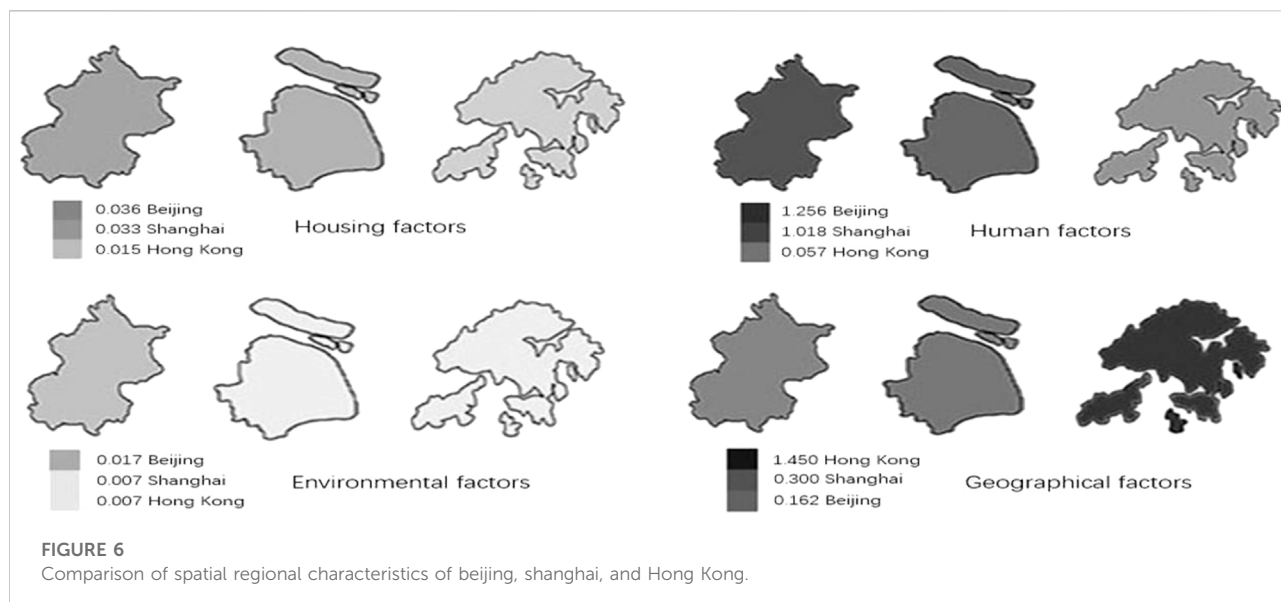 0.036 Beijing
0.033 Shanghai
0.015 Hong Kong
Housing factors
1.256 Beijing
1.018 Shanghai
0.057 Hong Kong
Human factors
0.017 Beijing
0.007 Shanghai
0.007 Hong Kong
Environmental factors
1.450 Hong Kong
0.300 Shanghai
0.162 Beijing
Geographical factors
FIGURE 6
Comparison of spatial regional characteristics of beijing, shanghai, and Hong Kong.